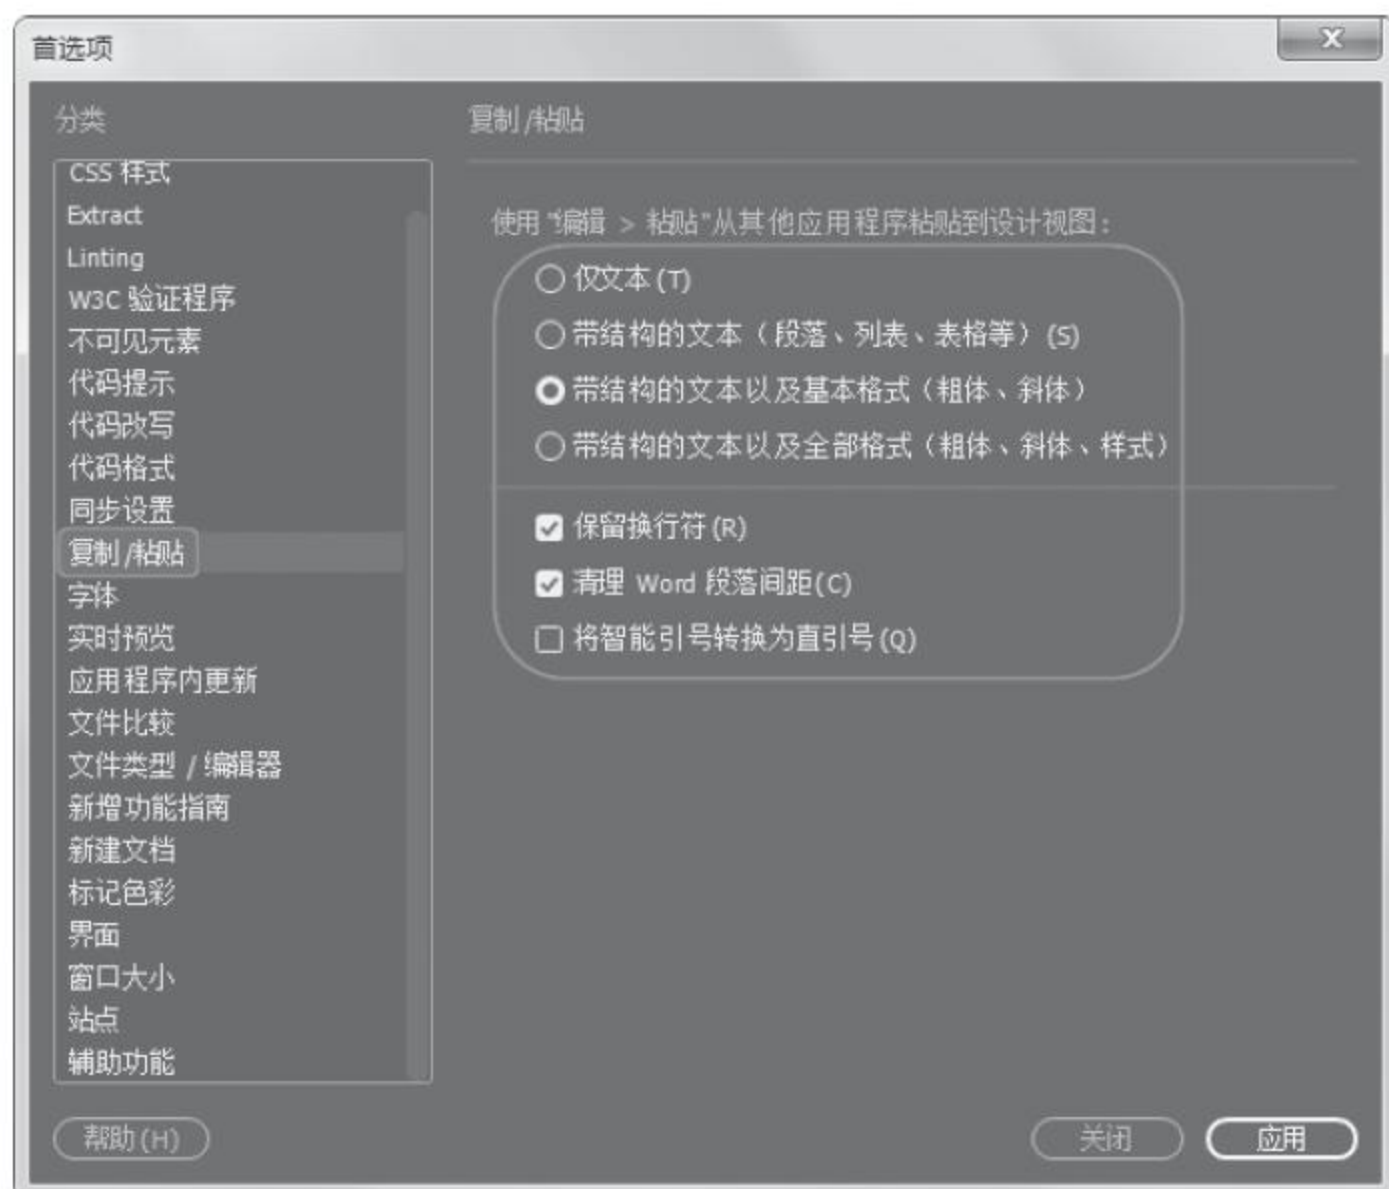 首选项
分类
CSS 样式
Extract
Linting
W3C 验证程序
不可见元素
代码提示
代码改写
代码格式
同步设置
复制/粘贴
字体
实时预览
应用程序内更新
文件比较
文件类型 / 编辑器
新增功能指南
新建文档
标记色彩
界面
窗口大小
站点
辅助功能
复制/粘贴
使用"编辑 > 粘贴"从其他应用程序粘贴到设计视图:
仅文本(T)
带结构的文本（段落、列表、表格等）(S)
带结构的文本以及基本格式（粗体、斜体）
带结构的文本以及全部格式（粗体、斜体、样式）
保留换行符(R)
清理 Word 段落间距(C)
将智能引号转换为直引号(Q)
帮助(H)
关闭
应用